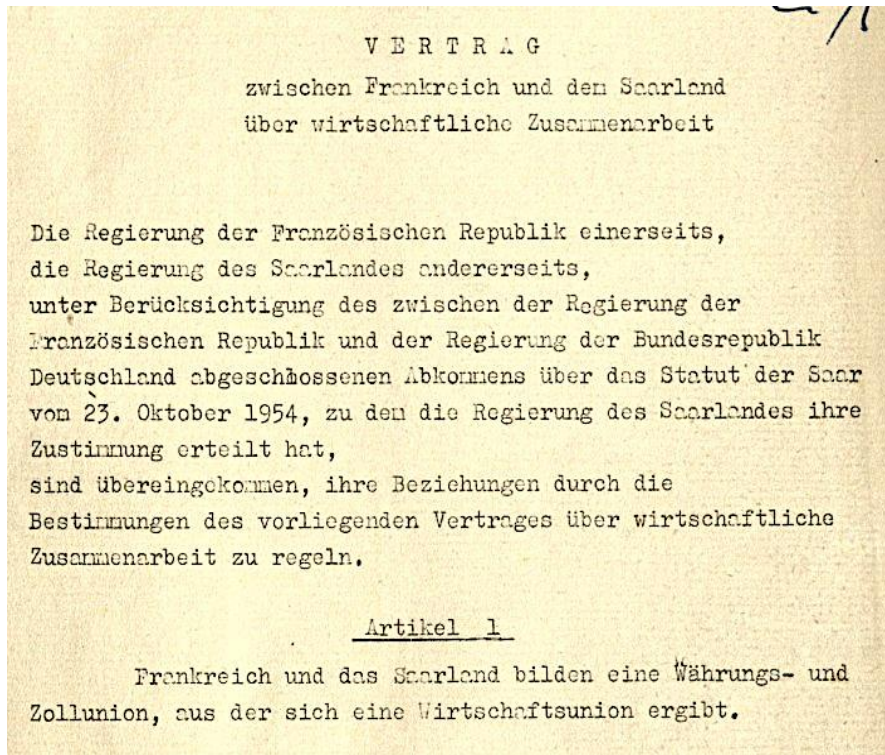 VERTRAG
zwischen Frankreich und dem Saarland
über wirtschaftliche Zusammenarbeit
Die Regierung der Französischen Republik einerseits,
die Regierung des Saarlandes andererseits,
unter Berücksichtigung des zwischen der Regierung der
Französischen Republik und der Regierung der Bundesrepublik
Deutschland abgeschlossenen Abkommens über das Statut der Saar
vom 23. Oktober 1954, zu dem die Regierung des Saarlandes ihre
Zustimmung erteilt hat,
sind übereingekommen, ihre Beziehungen durch die
Bestimmungen des vorliegenden Vertrages über wirtschaftliche
Zusammenarbeit zu regeln.
Artikel 1
Frankreich und das Saarland bilden eine Währungs- und
Zollunion, aus der sich eine Wirtschaftsunion ergibt.